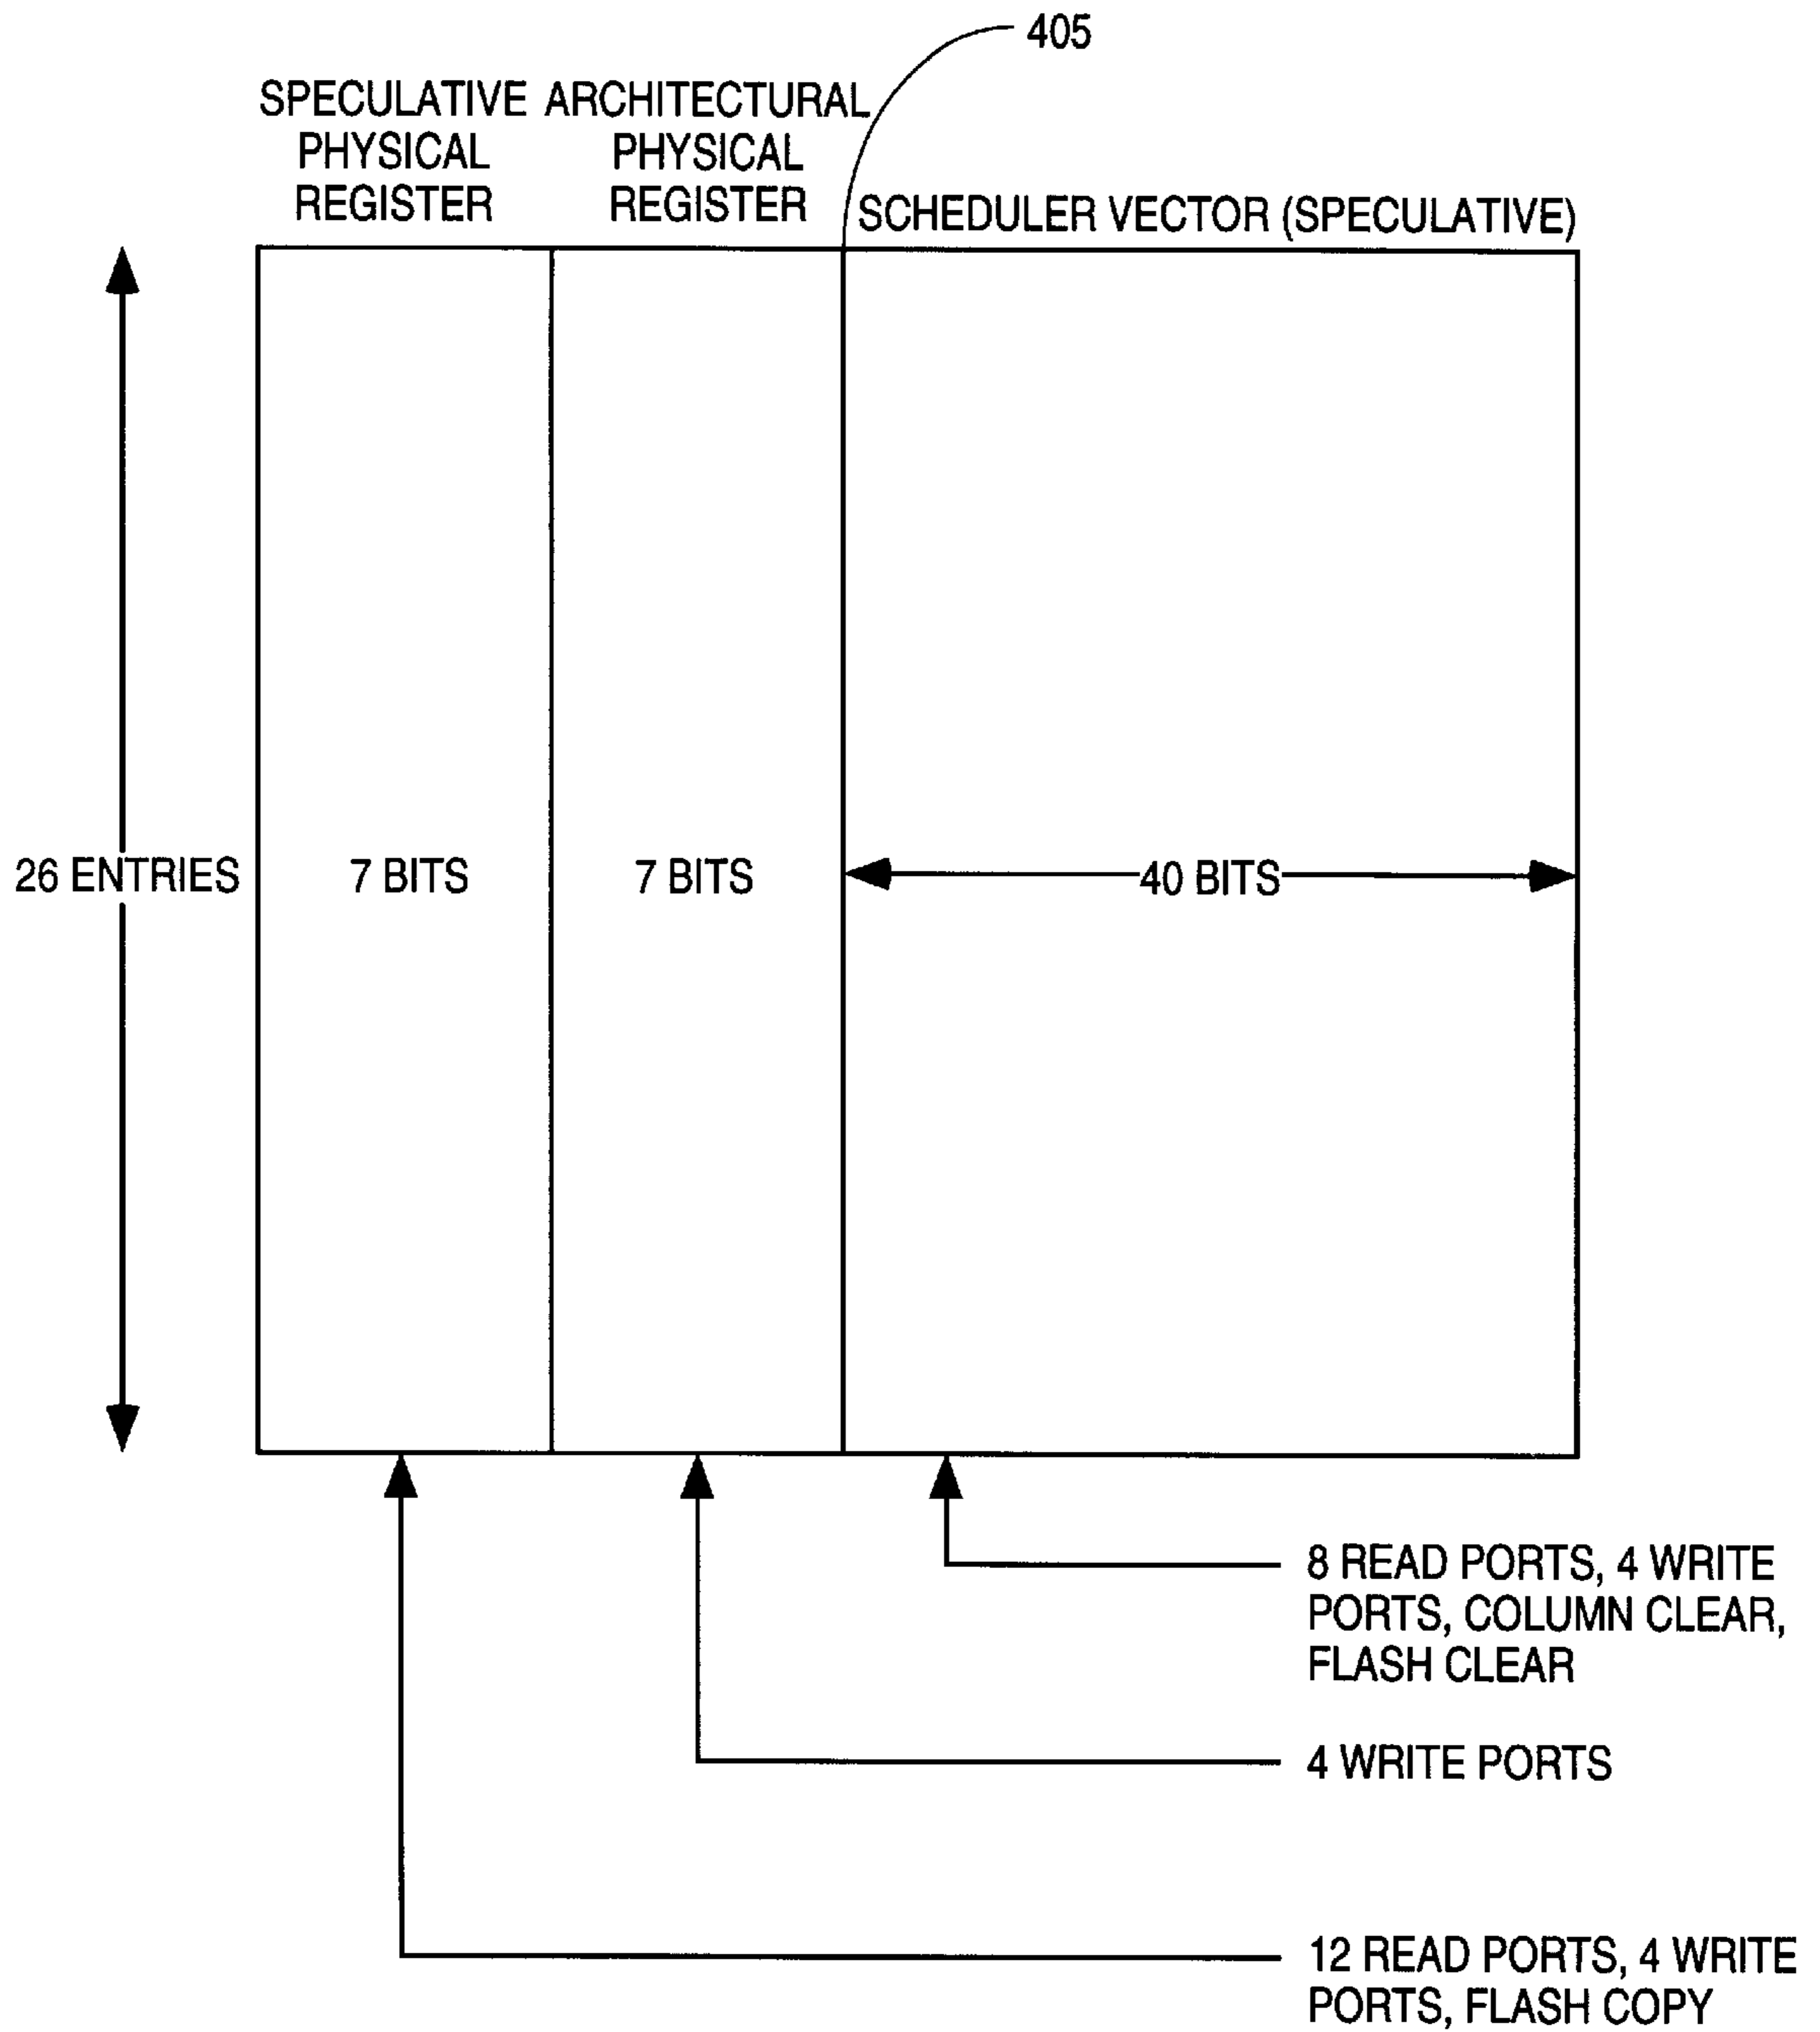 405
SPECULATIVE ARCHITECTURAL
PHYSICAL PHYSICAL
REGISTER REGISTER
SCHEDULER VECTOR (SPECULATIVE)
26 ENTRIES 7 BITS 7 BITS 40 BITS
8 READ PORTS, 4 WRITE
PORTS, COLUMN CLEAR,
FLASH CLEAR
4 WRITE PORTS
12 READ PORTS, 4 WRITE
PORTS, FLASH COPY